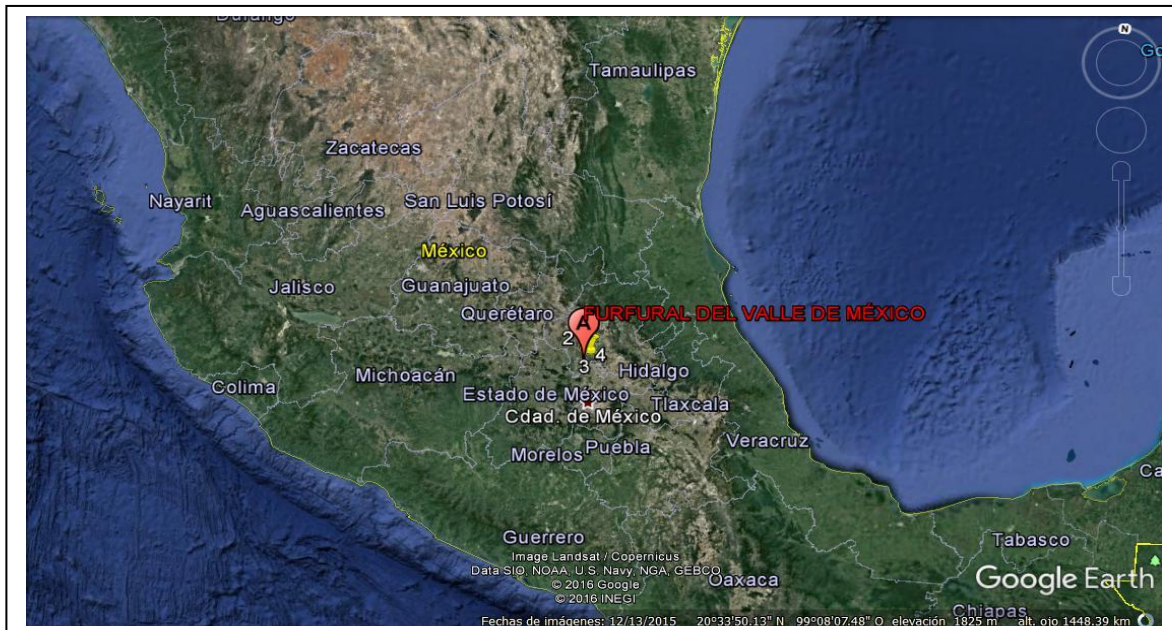 Durango
N
Go
Tamaulipas
Zacatecas
Nayarit
San Luis Potosí
Aguascalientes
México
Jalisco
Guanajuato
Querétaro
FURFURAL DEL VALLE DE MÉXICO
A
2
4
3
Michoacán
Hidalgo
Colima
Estado de México
Tlaxcala
Cdad. de México
Veracruz
Morelos
Puebla
Guerrero
Tabasco
Image Landsat / Copernicus
Data SIO, NOAA, U.S. Navy, NGA, GEBCO
© 2016 Google
© 2016 INEGI
Oaxaca
Google Earth
Chiapas
Ca
Fechas de imágenes: 12/13/2015 20°33'50.13" N 99°08'07.48" O elevación 1825 m alt. ojo 1448.39 km